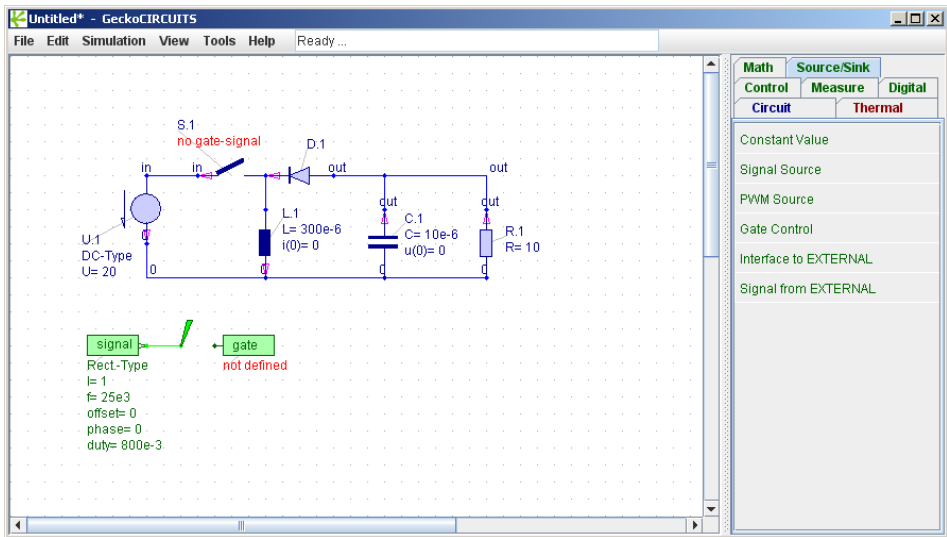 Untitled* - GeckoCIRCUITS
File Edit Simulation View Tools Help Ready ...
Math Source/Sink
Control Measure Digital
Circuit Thermal
Constant Value
Signal Source
PWM Source
Gate Control
Interface to EXTERNAL
Signal from EXTERNAL
S.1
no gate-signal
D.1
in in out out
out out
U.1
DC-Type
U= 20
0
0
L.1
L= 300e-6
i(0)= 0
0
C.1
C= 10e-6
u(0)= 0
0
R.1
R= 10
0
signal
Rect.-Type
I= 1
f= 25e3
offset= 0
phase= 0
duty= 800e-3
gate
not defined